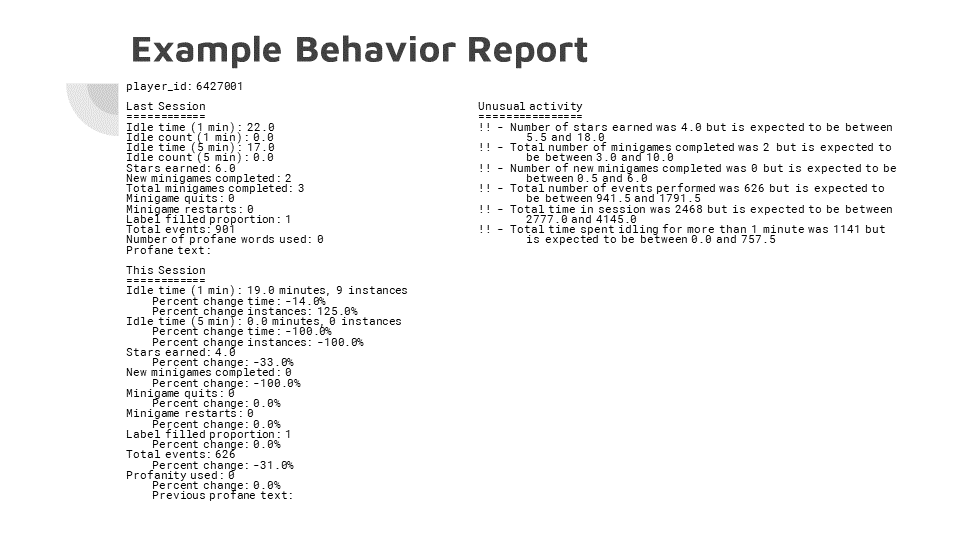 Example Behavior Report
player_id: 6427001
Last Session
============
Idle time (1 min): 22.0
Idle count (1 min): 0.0
Idle time (5 min): 17.0
Idle count (5 min): 0.0
Stars earned: 6.0
New minigames completed: 2
Total minigames completed: 3
Minigame quits: 0
Minigame restarts: 0
Label filled proportion: 1
Total events: 901
Number of profane words used: 0
Profane text:
This Session
============
Idle time (1 min): 19.0 minutes, 9 instances
Percent change time: -14.0%
Percent change instances: 125.0%
Idle time (5 min): 0.0 minutes, 0 instances
Percent change time: -100.0%
Percent change instances: -100.0%
Stars earned: 4.0
Percent change: -33.0%
New minigames completed: 0
Percent change: -100.0%
Minigame quits: 0
Percent change: 0.0%
Minigame restarts: 0
Percent change: 0.0%
Label filled proportion: 1
Percent change: 0.0%
Total events: 626
Percent change: -31.0%
Profanity used: 0
Percent change: 0.0%
Previous profane text:
Unusual activity
================
!! - Number of stars earned was 4.0 but is expected to be between
5.5 and 18.0
!! - Total number of minigames completed was 2 but is expected to
be between 3.0 and 10.0
!! - Number of new minigames completed was 0 but is expected to be
between 0.5 and 6.0
!! - Total number of events performed was 626 but is expected to
be between 941.5 and 1791.5
!! - Total time in session was 2468 but is expected to be between
2777.0 and 4145.0
!! - Total time spent idling for more than 1 minute was 1141 but
is expected to be between 0.0 and 757.5